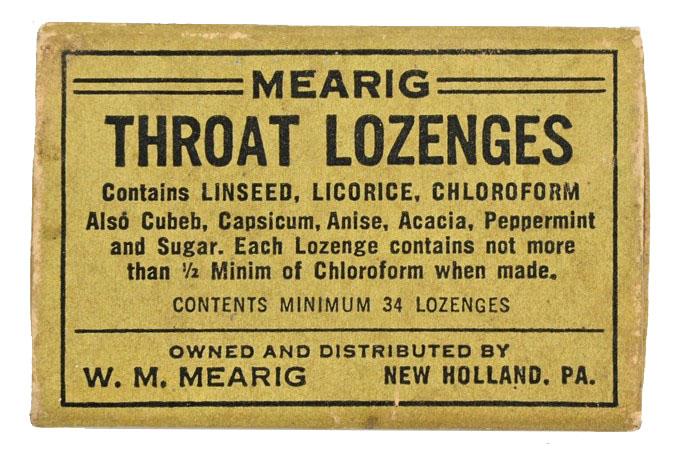 MEARIG
THROAT LOZENGES
Contains LINSEED, LICORICE, CHLOROFORM
Also Cubeb, Capsicum, Anise, Acacia, Peppermint
and Sugar. Each Lozenge contains not more
than ½ Minim of Chloroform when made.
CONTENTS MINIMUM 34 LOZENGES
OWNED AND DISTRIBUTED BY
W. M. MEARIG NEW HOLLAND, PA.